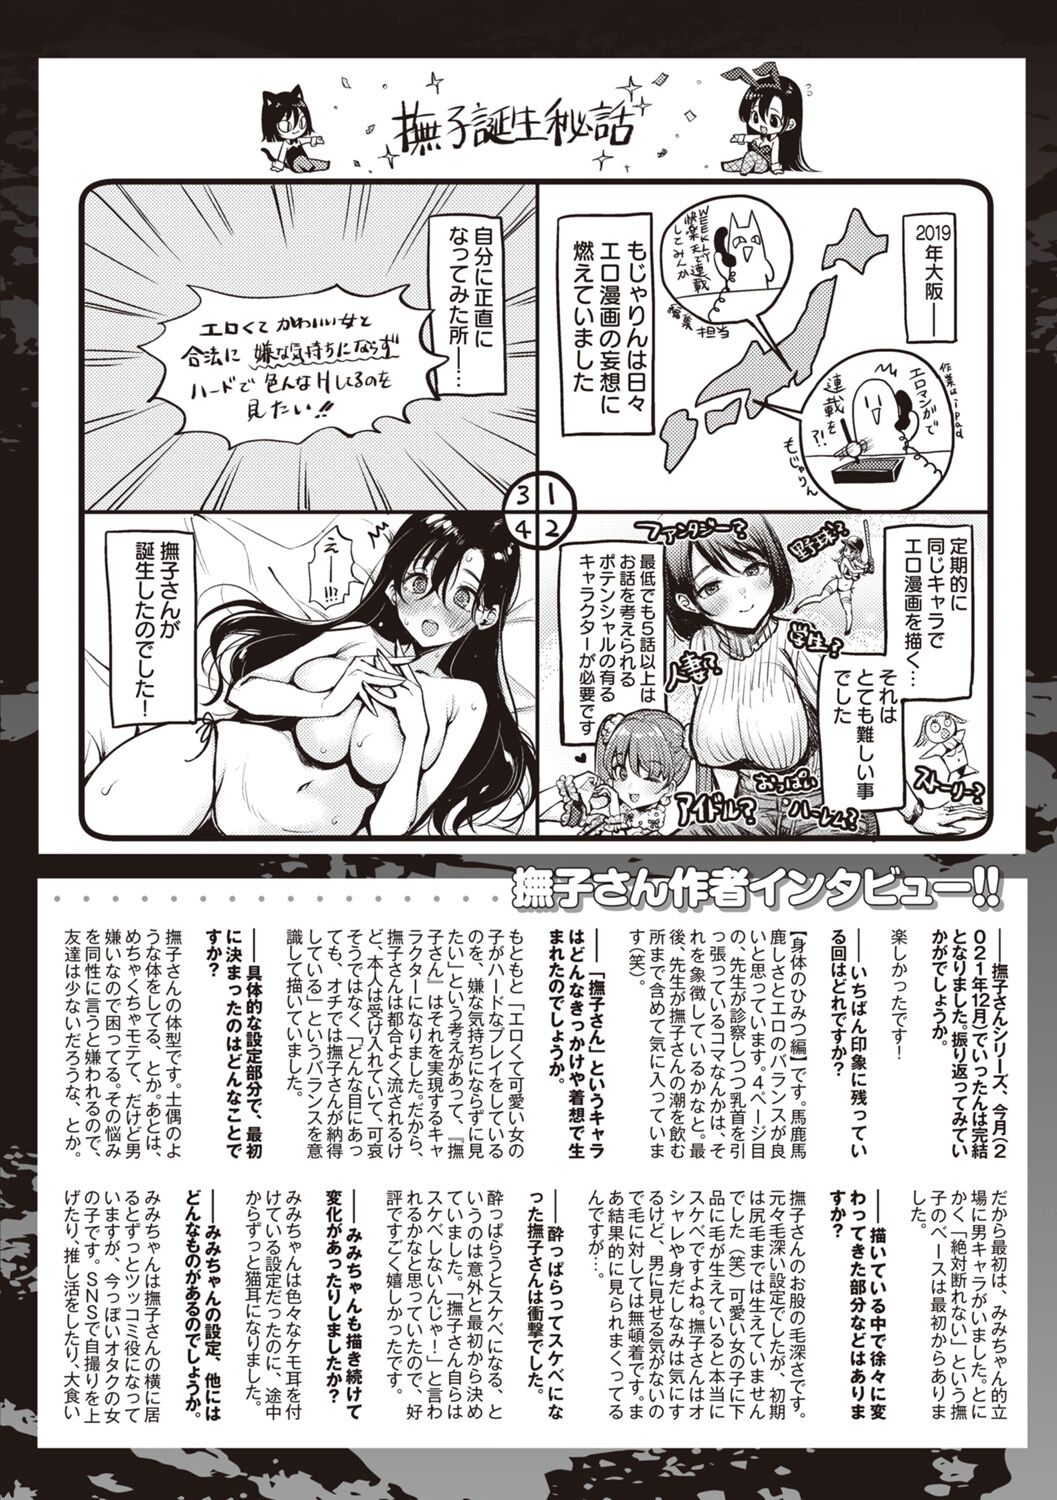 撫子誕生秘話
2019
年大阪――
作業はipad
エロマンガで
連載を?!
もじゃりん
WEEKLY
快楽天で連載
してみんか
編集
担当
もじゃりんは日々
エロ漫画の妄想に
燃えていました
1
定期的に
同じキャラで
エロ漫画を描く…
それは
とても難しい事
でした
野球?
ファンタジー?
学生?
人妻?
おっぱい
ハーレム?
アイドル?
ストーリー?
最低でも5話以上は
お話を考えられる
ポテンシャルの有る
キャラクターが必要です
2
自分に正直に
なってみた所―…
エロくてかわいい女と
合法に嫌な気持ちにならず
ハードで色んなHしてるのを
見たい!!
3
えー!!!
撫子さんが
誕生したのでした!
4
撫子さん作者インタビュー!!
――撫子さんシリーズ、今月(2
021年12月)でいったんは完結
となりました。振り返ってみてい
かがでしょうか。
楽しかったです!
――いちばん印象に残ってい
る回はどれですか?
【身体のひみつ編】です。馬鹿馬
鹿しさとエロのバランスが良
いと思っています。4ページ目
の、先生が診察しつつ乳首を引
っ張っているコマなんかは、そ
れを象徴しているかなと。最
後、先生が撫子さんの潮を飲む
所まで含めて気に入っていま
す(笑)。
――「撫子さん」というキャラ
はどんなきっかけや着想で生
まれたのでしょうか。
もともと「エロくて可愛い女の
子がハードなプレイをしている
のを、嫌な気持ちにならずに見
たい」という考えがあって、『撫
子さん』はそれを実現するキャ
ラクターになりました。だから、
撫子さんは都合よく流されるけ
ど、本人は受け入れていて、可哀
そうではなく「どんな目にあっ
ても、オチでは撫子さんが納得
している」というバランスを意
識して描いていました。
――具体的な設定部分で、最初
に決まったのはどんなことで
すか?
撫子さんの体型です。土偶のよ
うな体をしてる、とか。あとは、
めちゃくちゃモテて、だけど男
嫌いなので困ってる。その悩み
を同性に言うと嫌われるので、
友達は少ないだろうな、とか。
だから最初は、みみちゃん的立
場に男キャラがいました。とに
かく「絶対断れない」という撫
子のベースは最初からありま
した。
――描いている中で徐々に変
わってきた部分などはありま
すか?
撫子さんのお股の毛深さです。
元々毛深い設定でしたが、初期
は尻毛までは生えていません
でした(笑)可愛い女の子に下
品に毛が生えていると本当に
スケベですよね。撫子さんはオ
シャレや身だしなみは気にす
るけど、男に見せる気がないの
で毛に対しては無頓着です。ま
あ結果的に見られまくってる
んですが…。
――酔っぱらってスケベにな
った撫子さんは衝撃でした。
酔っぱらうとスケベになる、と
いうのは意外と最初から決め
ていました。「撫子さん自らは
スケベしないんじゃ!」と言わ
れるかなと思っていたので、好
評ですごく嬉しかったです。
――みみちゃんも描き続けて
変化があったりしましたか?
みみちゃんは色々なケモ耳を付
けている設定だったのに、途中
からずっと猫耳になりました。
――みみちゃんの設定、他には
どんなものがあるのでしょうか。
みみちゃんは撫子さんの横に居
るとずっとツッコミ役になって
いますが、今っぽいオタクの女
の子です。SNSで自撮りを上
げたり、推し活をしたり、大食い